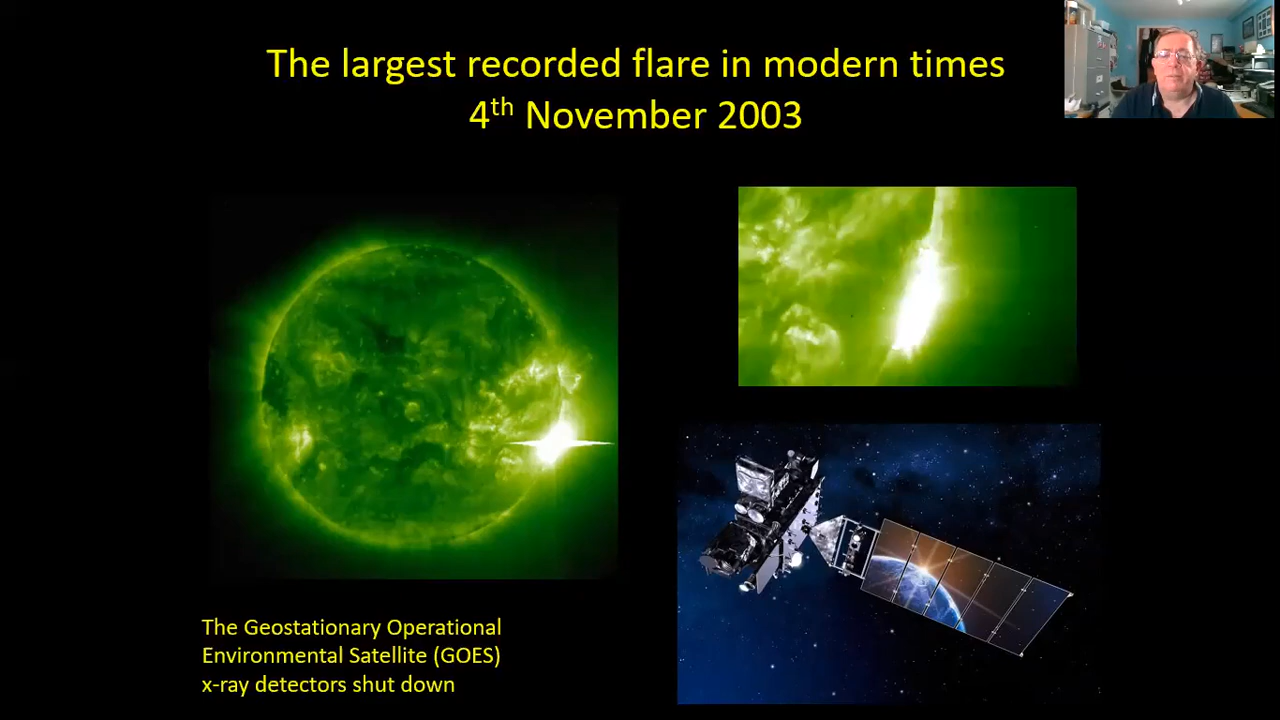 The largest recorded flare in modern times
4th November 2003
The Geostationary Operational
Environmental Satellite (GOES)
x-ray detectors shut down